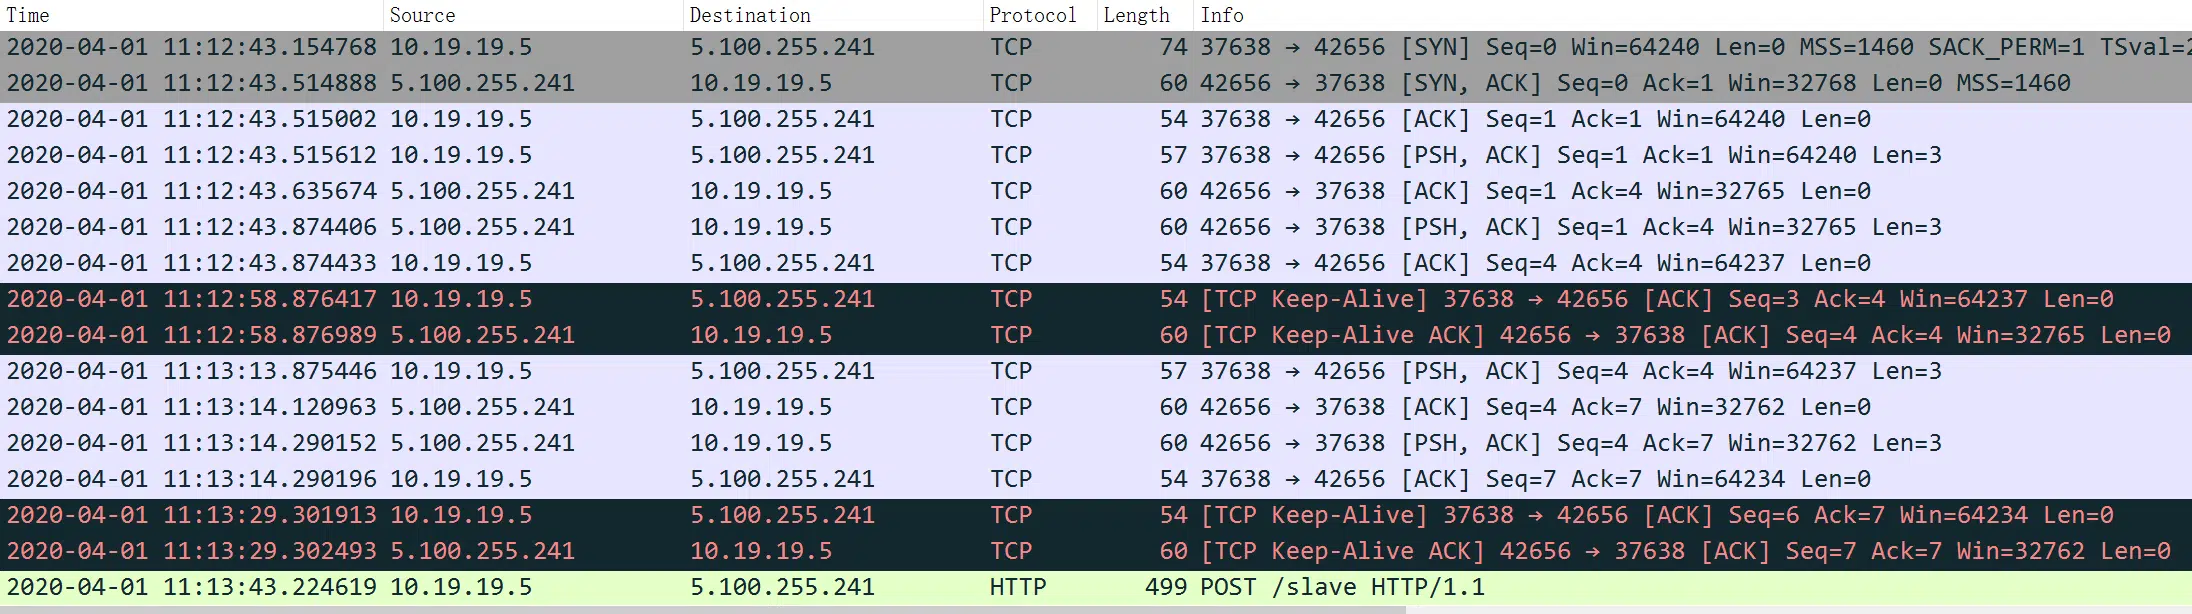 Time Source Destination Protocol Length Info
2020-04-01 11:12:43.154768 10.19.19.5 5.100.255.241 TCP 74 37638 → 42656 [SYN] Seq=0 Win=64240 Len=0 MSS=1460 SACK_PERM=1 TSval=2
2020-04-01 11:12:43.514888 5.100.255.241 10.19.19.5 TCP 60 42656 → 37638 [SYN, ACK] Seq=0 Ack=1 Win=32768 Len=0 MSS=1460
2020-04-01 11:12:43.515002 10.19.19.5 5.100.255.241 TCP 54 37638 → 42656 [ACK] Seq=1 Ack=1 Win=64240 Len=0
2020-04-01 11:12:43.515612 10.19.19.5 5.100.255.241 TCP 57 37638 → 42656 [PSH, ACK] Seq=1 Ack=1 Win=64240 Len=3
2020-04-01 11:12:43.635674 5.100.255.241 10.19.19.5 TCP 60 42656 → 37638 [ACK] Seq=1 Ack=4 Win=32765 Len=0
2020-04-01 11:12:43.874406 5.100.255.241 10.19.19.5 TCP 60 42656 → 37638 [PSH, ACK] Seq=1 Ack=4 Win=32765 Len=3
2020-04-01 11:12:43.874433 10.19.19.5 5.100.255.241 TCP 54 37638 → 42656 [ACK] Seq=4 Ack=4 Win=64237 Len=0
2020-04-01 11:12:58.876417 10.19.19.5 5.100.255.241 TCP 54 [TCP Keep-Alive] 37638 → 42656 [ACK] Seq=3 Ack=4 Win=64237 Len=0
2020-04-01 11:12:58.876989 5.100.255.241 10.19.19.5 TCP 60 [TCP Keep-Alive ACK] 42656 → 37638 [ACK] Seq=4 Ack=4 Win=32765 Len=0
2020-04-01 11:13:13.875446 10.19.19.5 5.100.255.241 TCP 57 37638 → 42656 [PSH, ACK] Seq=4 Ack=4 Win=64237 Len=3
2020-04-01 11:13:14.120963 5.100.255.241 10.19.19.5 TCP 60 42656 → 37638 [ACK] Seq=4 Ack=7 Win=32762 Len=0
2020-04-01 11:13:14.290152 5.100.255.241 10.19.19.5 TCP 60 42656 → 37638 [PSH, ACK] Seq=4 Ack=7 Win=32762 Len=3
2020-04-01 11:13:14.290196 10.19.19.5 5.100.255.241 TCP 54 37638 → 42656 [ACK] Seq=7 Ack=7 Win=64234 Len=0
2020-04-01 11:13:29.301913 10.19.19.5 5.100.255.241 TCP 54 [TCP Keep-Alive] 37638 → 42656 [ACK] Seq=6 Ack=7 Win=64234 Len=0
2020-04-01 11:13:29.302493 5.100.255.241 10.19.19.5 TCP 60 [TCP Keep-Alive ACK] 42656 → 37638 [ACK] Seq=7 Ack=7 Win=32762 Len=0
2020-04-01 11:13:43.224619 10.19.19.5 5.100.255.241 HTTP 499 POST /slave HTTP/1.1